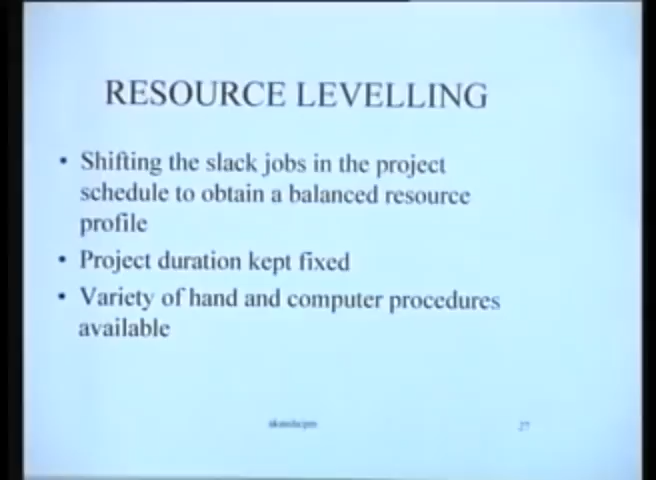 RESOURCE LEVELLING
• Shifting the slack jobs in the project
schedule to obtain a balanced resource
profile
• Project duration kept fixed
• Variety of hand and computer procedures
available
27